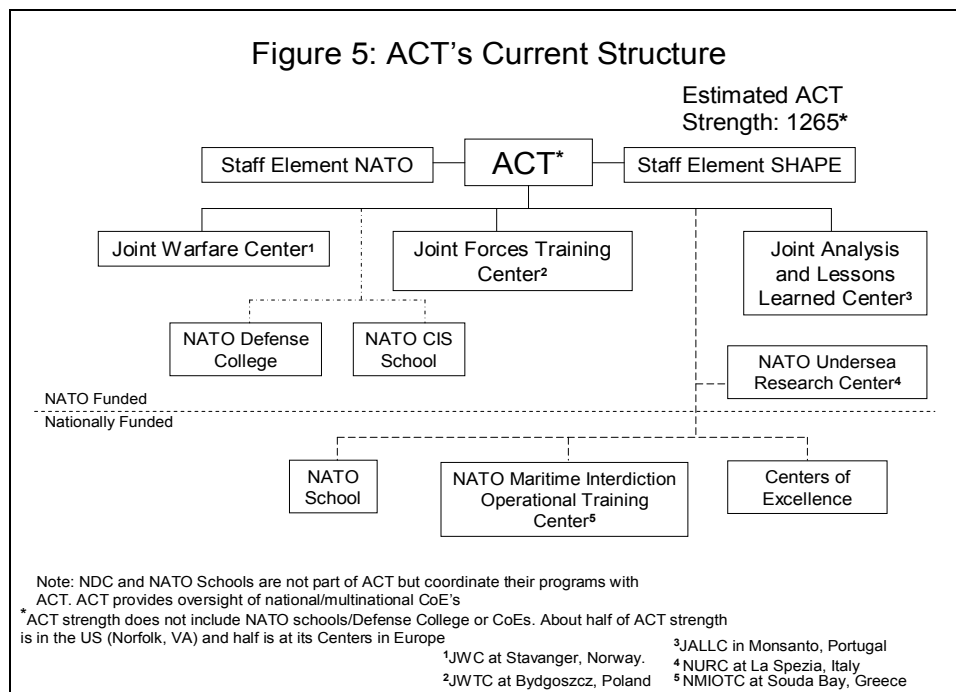 Figure 5: ACT's Current Structure
Estimated ACT
Strength: 1265*
Staff Element NATO
ACT*
Staff Element SHAPE
Joint Warfare Center¹
Joint Forces Training
Center²
Joint Analysis
and Lessons
Learned Center³
NATO Defense
College
NATO CIS
School
NATO Undersea
Research Center⁴
NATO Funded
Nationally Funded
NATO
School
NATO Maritime Interdiction
Operational Training
Center⁵
Centers of
Excellence
Note: NDC and NATO Schools are not part of ACT but coordinate their programs with
ACT. ACT provides oversight of national/multinational CoE's
*ACT strength does not include NATO schools/Defense College or CoEs. About half of ACT strength
is in the US (Norfolk, VA) and half is at its Centers in Europe
¹JWC at Stavanger, Norway.
²JWTC at Bydgoszcz, Poland
³JALLC in Monsanto, Portugal
⁴NURC at La Spezia, Italy
⁵NMIOTC at Souda Bay, Greece